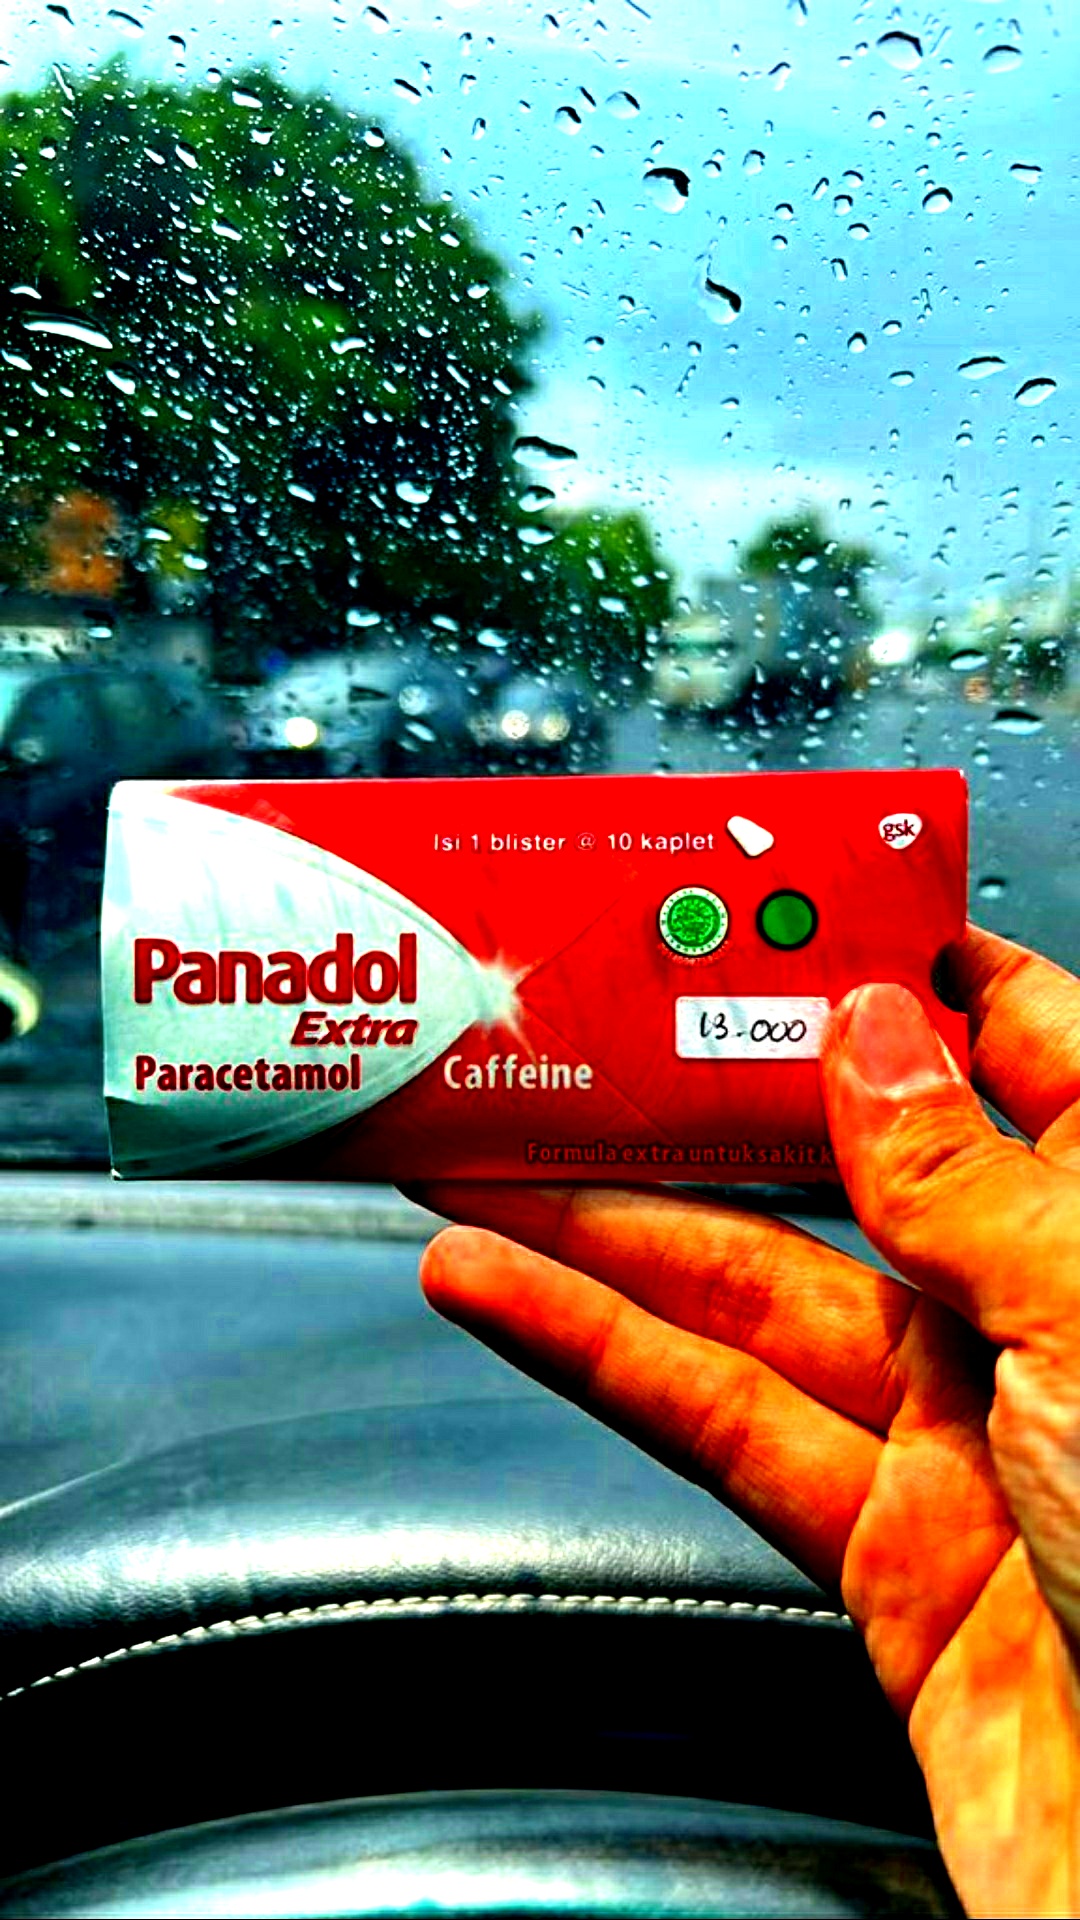 Isi 1 blister @ 10 kaplet
gsk
Panadol
Extra
Paracetamol
Caffeine
13.000
Formula extra untuk sakit